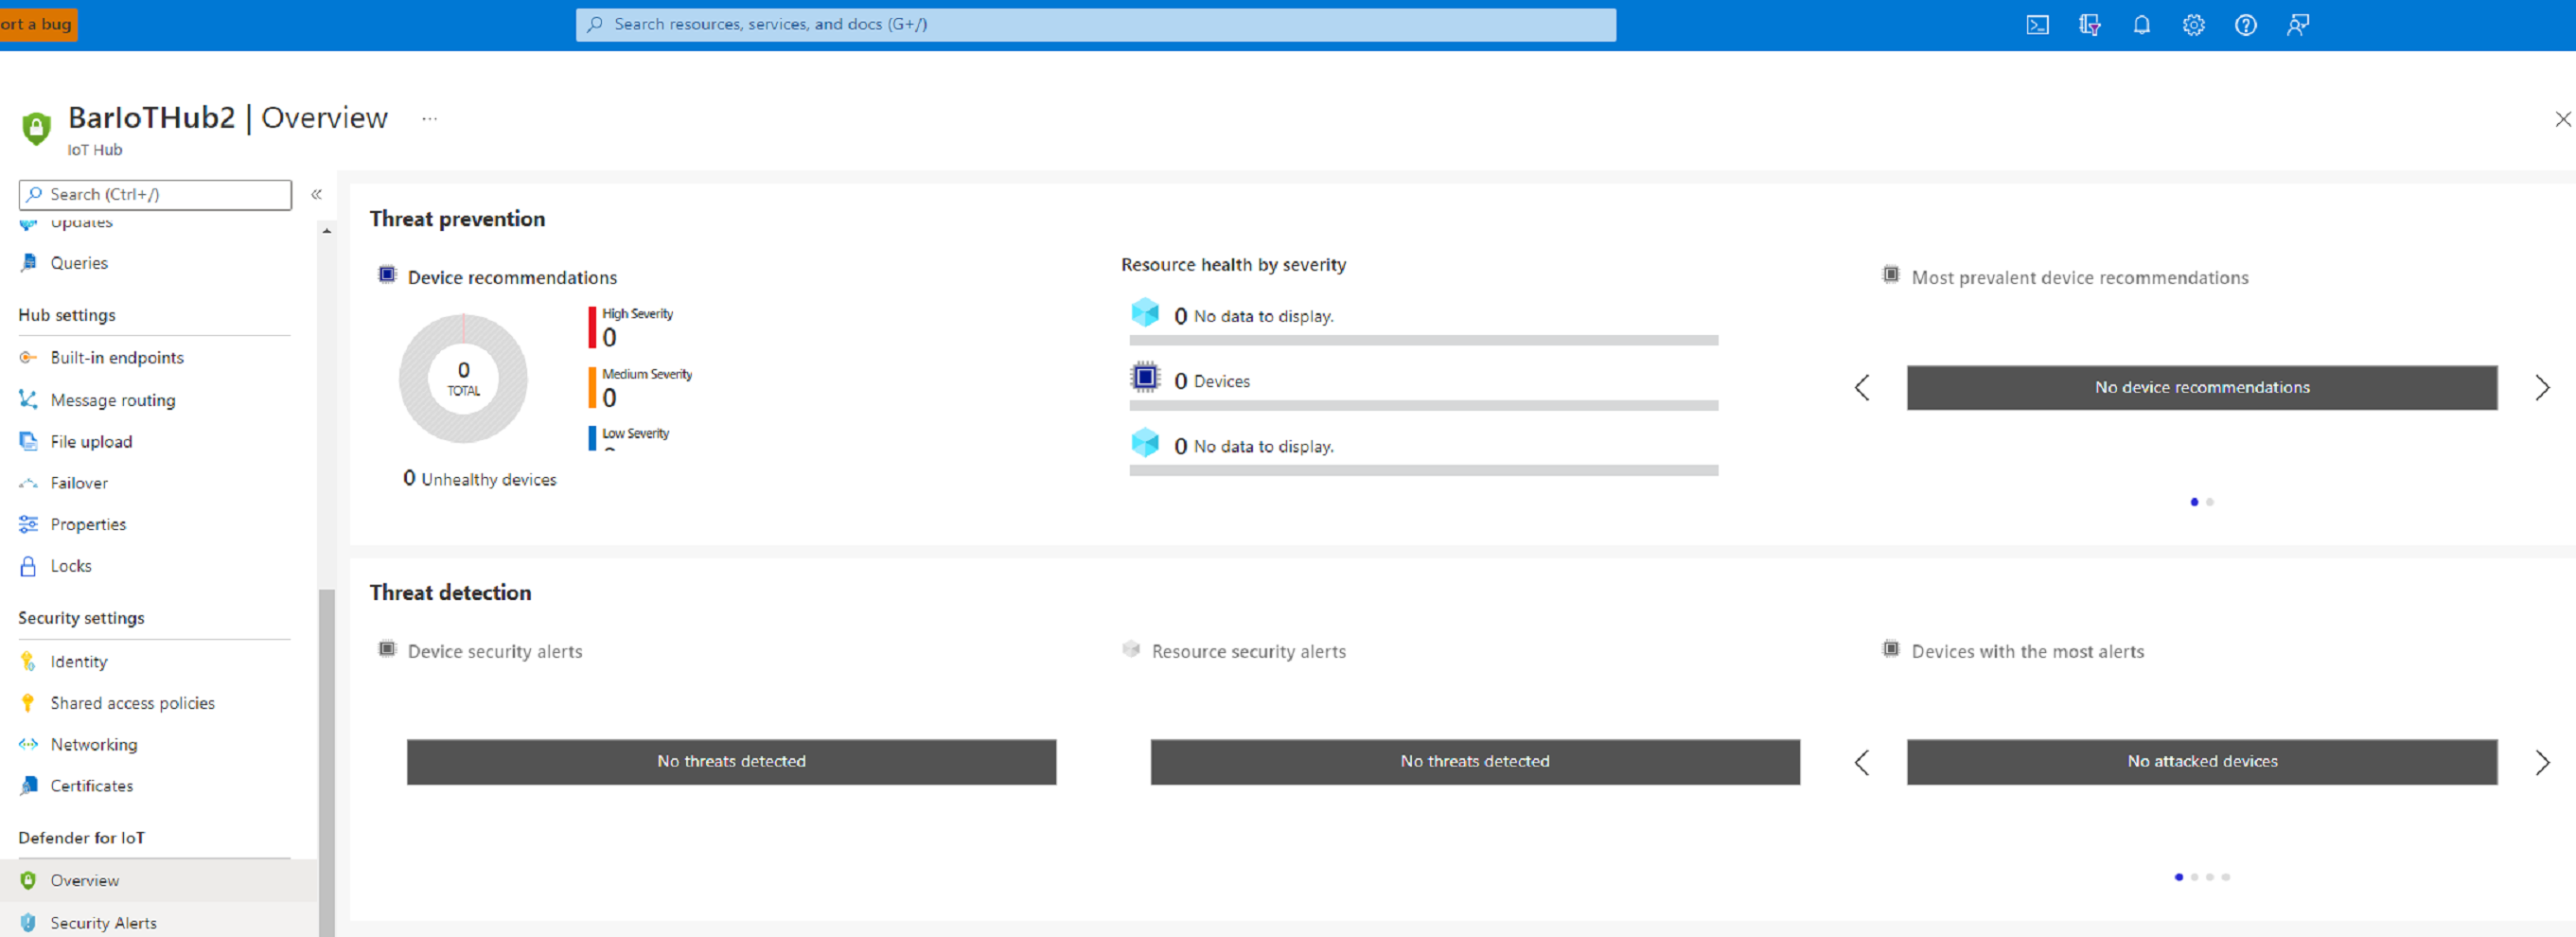 ort a bug
Search resources, services, and docs (G+/)
BarIoTHub2 | Overview ...
IoT Hub
Search (Ctrl+/)
«
Updates
Queries
Hub settings
Built-in endpoints
Message routing
File upload
Failover
Properties
Locks
Security settings
Identity
Shared access policies
Networking
Certificates
Defender for IoT
Overview
Security Alerts
Threat prevention
Device recommendations
0
TOTAL
High Severity
0
Medium Severity
0
Low Severity
0 Unhealthy devices
Resource health by severity
0 No data to display.
0 Devices
0 No data to display.
Most prevalent device recommendations
No device recommendations
Threat detection
Device security alerts
No threats detected
Resource security alerts
No threats detected
Devices with the most alerts
No attacked devices